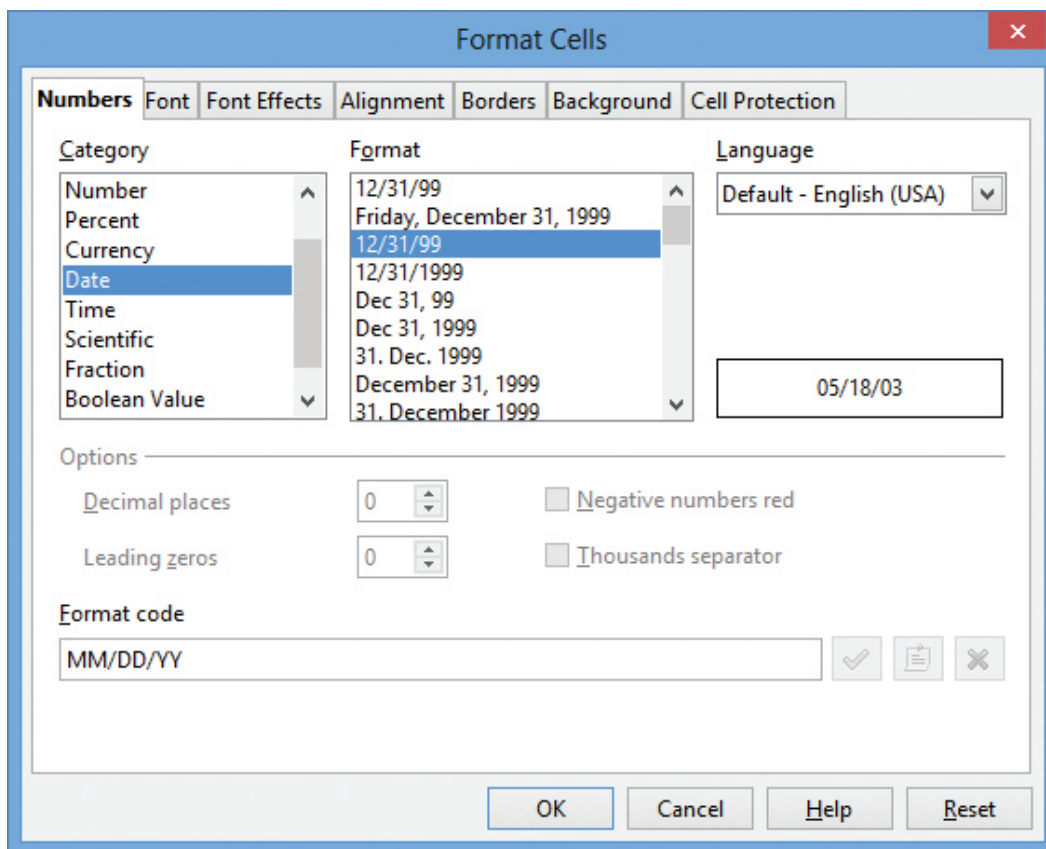 Format Cells
Numbers Font Font Effects Alignment Borders Background Cell Protection
Category
Number
Percent
Currency
Date
Time
Scientific
Fraction
Boolean Value
Format
12/31/99
Friday, December 31, 1999
12/31/99
12/31/1999
Dec 31, 99
Dec 31, 1999
31. Dec. 1999
December 31, 1999
31. December 1999
Language
Default - English (USA)
05/18/03
Options
Decimal places 0 Negative numbers red
Leading zeros 0 Thousands separator
Format code
MM/DD/YY
OK Cancel Help Reset